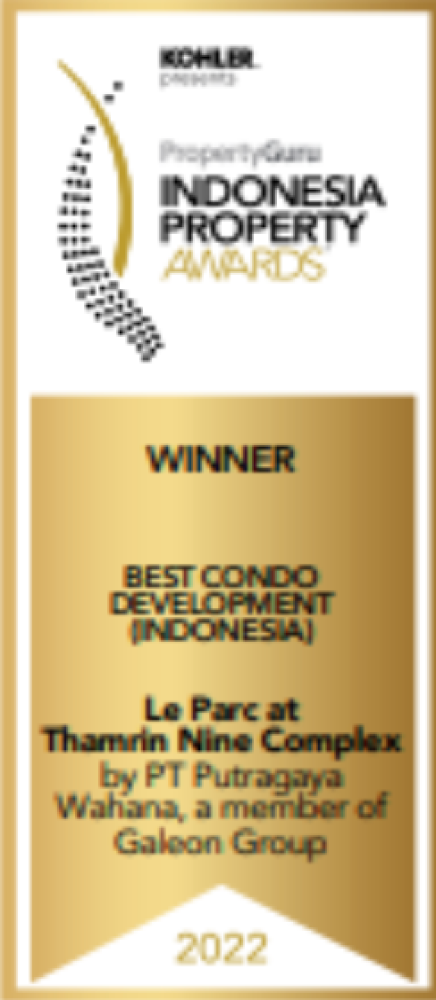 KOHLER
presents
PropertyGuru
INDONESIA
PROPERTY
AWARDS
WINNER
BEST CONDO
DEVELOPMENT
(INDONESIA)
Le Parc at
Thamrin Nine Complex
by PT Putragaya
Wahana, a member of
Galeon Group
2022